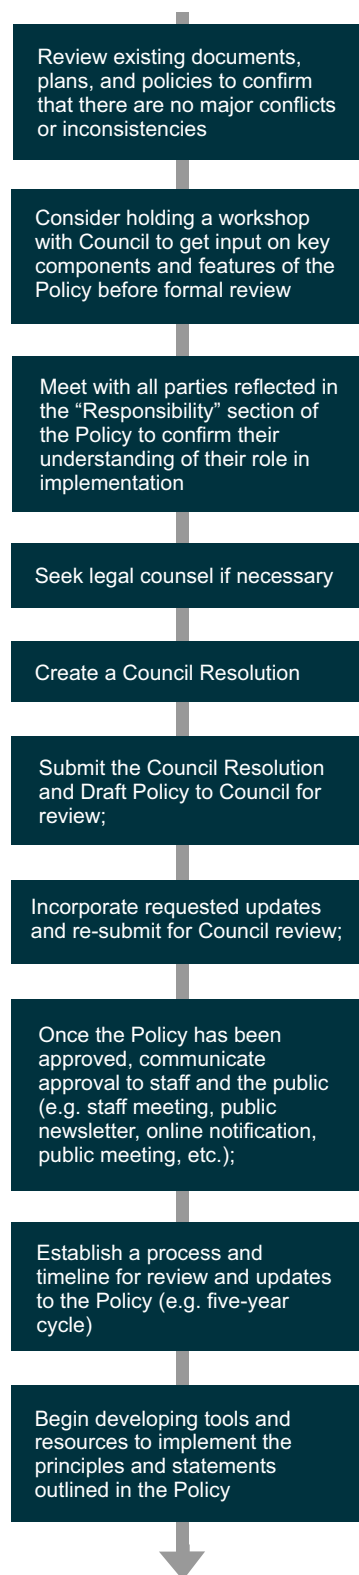 Review existing documents,
plans, and policies to confirm
that there are no major conflicts
or inconsistencies
Consider holding a workshop
with Council to get input on key
components and features of the
Policy before formal review
Meet with all parties reflected in
the “Responsibility” section of
the Policy to confirm their
understanding of their role in
implementation
Seek legal counsel if necessary
Create a Council Resolution
Submit the Council Resolution
and Draft Policy to Council for
review;
Incorporate requested updates
and re-submit for Council review;
Once the Policy has been
approved, communicate
approval to staff and the public
(e.g. staff meeting, public
newsletter, online notification,
public meeting, etc.);
Establish a process and
timeline for review and updates
to the Policy (e.g. five-year
cycle)
Begin developing tools and
resources to implement the
principles and statements
outlined in the Policy